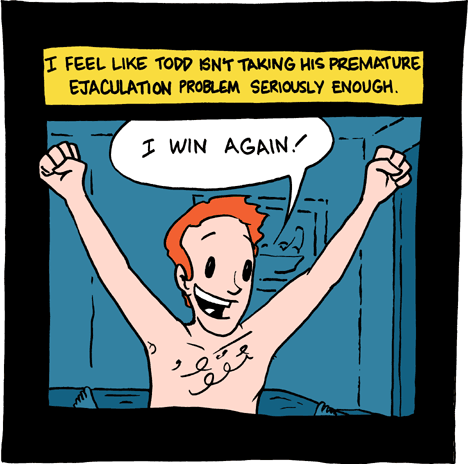 I FEEL LIKE TODD ISN'T TAKING HIS PREMATURE
EJACULATION PROBLEM SERIOUSLY ENOUGH.
I WIN AGAIN!